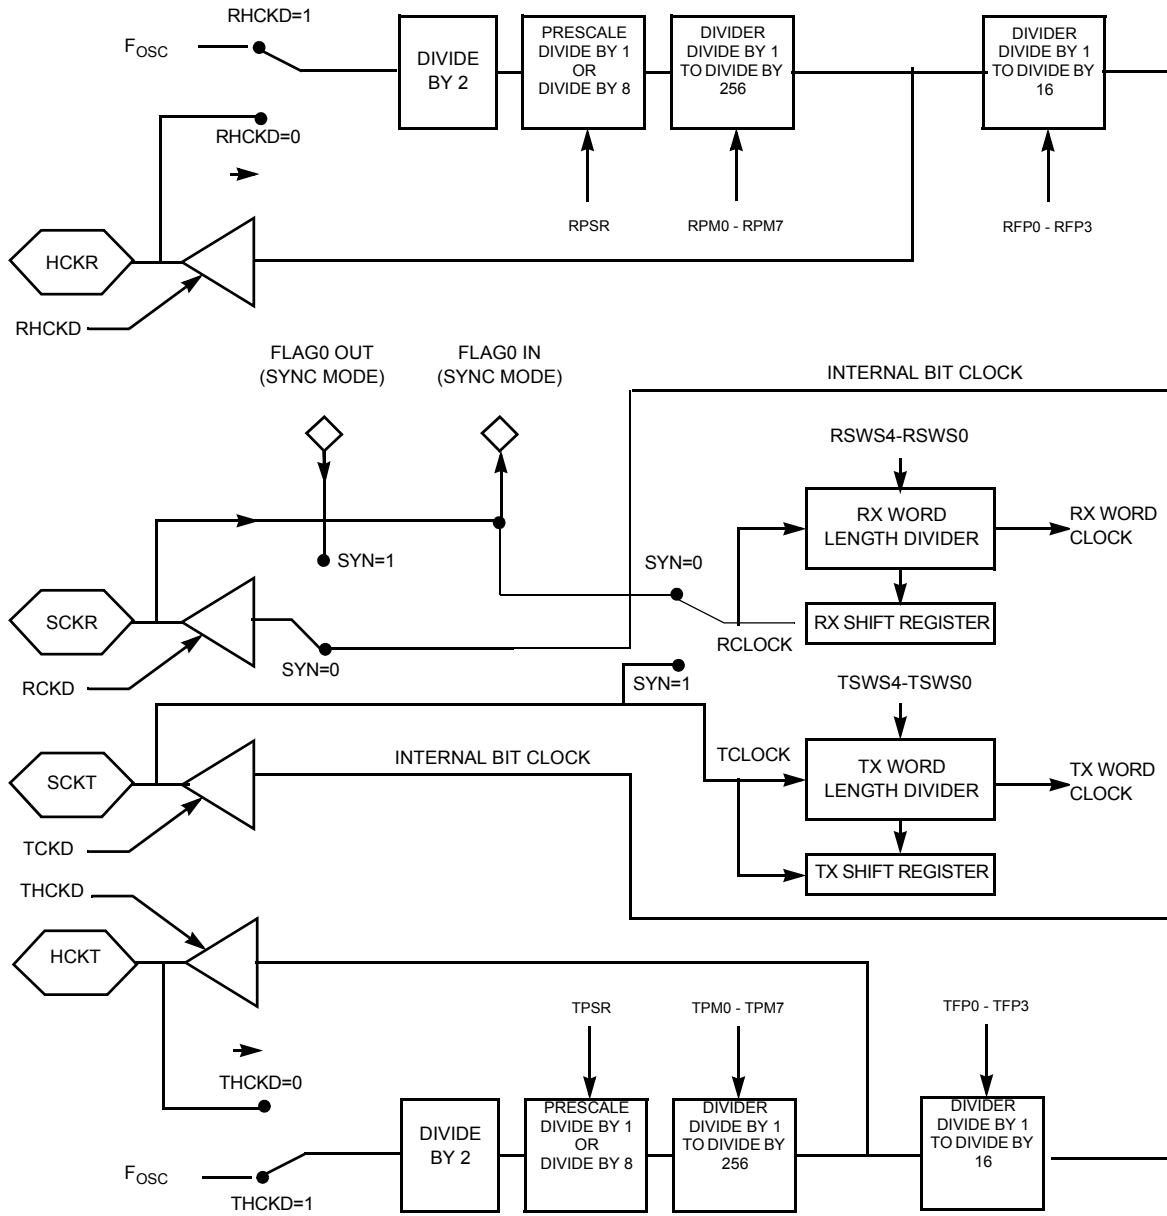 RHCKD=1
FOSC
DIVIDE
BY 2
PRESCALE
DIVIDE BY 1
OR
DIVIDE BY 8
DIVIDER
DIVIDE BY 1
TO DIVIDE BY
256
DIVIDER
DIVIDE BY 1
TO DIVIDE BY
16
RHCKD=0
RPSR
RPM0 - RPM7
RFP0 - RFP3
HCKR
RHCKD
FLAG0 OUT
(SYNC MODE)
FLAG0 IN
(SYNC MODE)
INTERNAL BIT CLOCK
RSWS4-RSWS0
RX WORD
LENGTH DIVIDER
RX WORD
CLOCK
SYN=1
SYN=0
SCKR
RX SHIFT REGISTER
RCLOCK
SYN=0
RCKD
SYN=1
TSWS4-TSWS0
INTERNAL BIT CLOCK
TCLOCK
SCKT
TX WORD
LENGTH DIVIDER
TX WORD
CLOCK
TCKD
TX SHIFT REGISTER
THCKD
HCKT
TPSR
TPM0 - TPM7
TFP0 - TFP3
THCKD=0
DIVIDE
BY 2
PRESCALE
DIVIDE BY 1
OR
DIVIDE BY 8
DIVIDER
DIVIDE BY 1
TO DIVIDE BY
256
DIVIDER
DIVIDE BY 1
TO DIVIDE BY
16
FOSC
THCKD=1